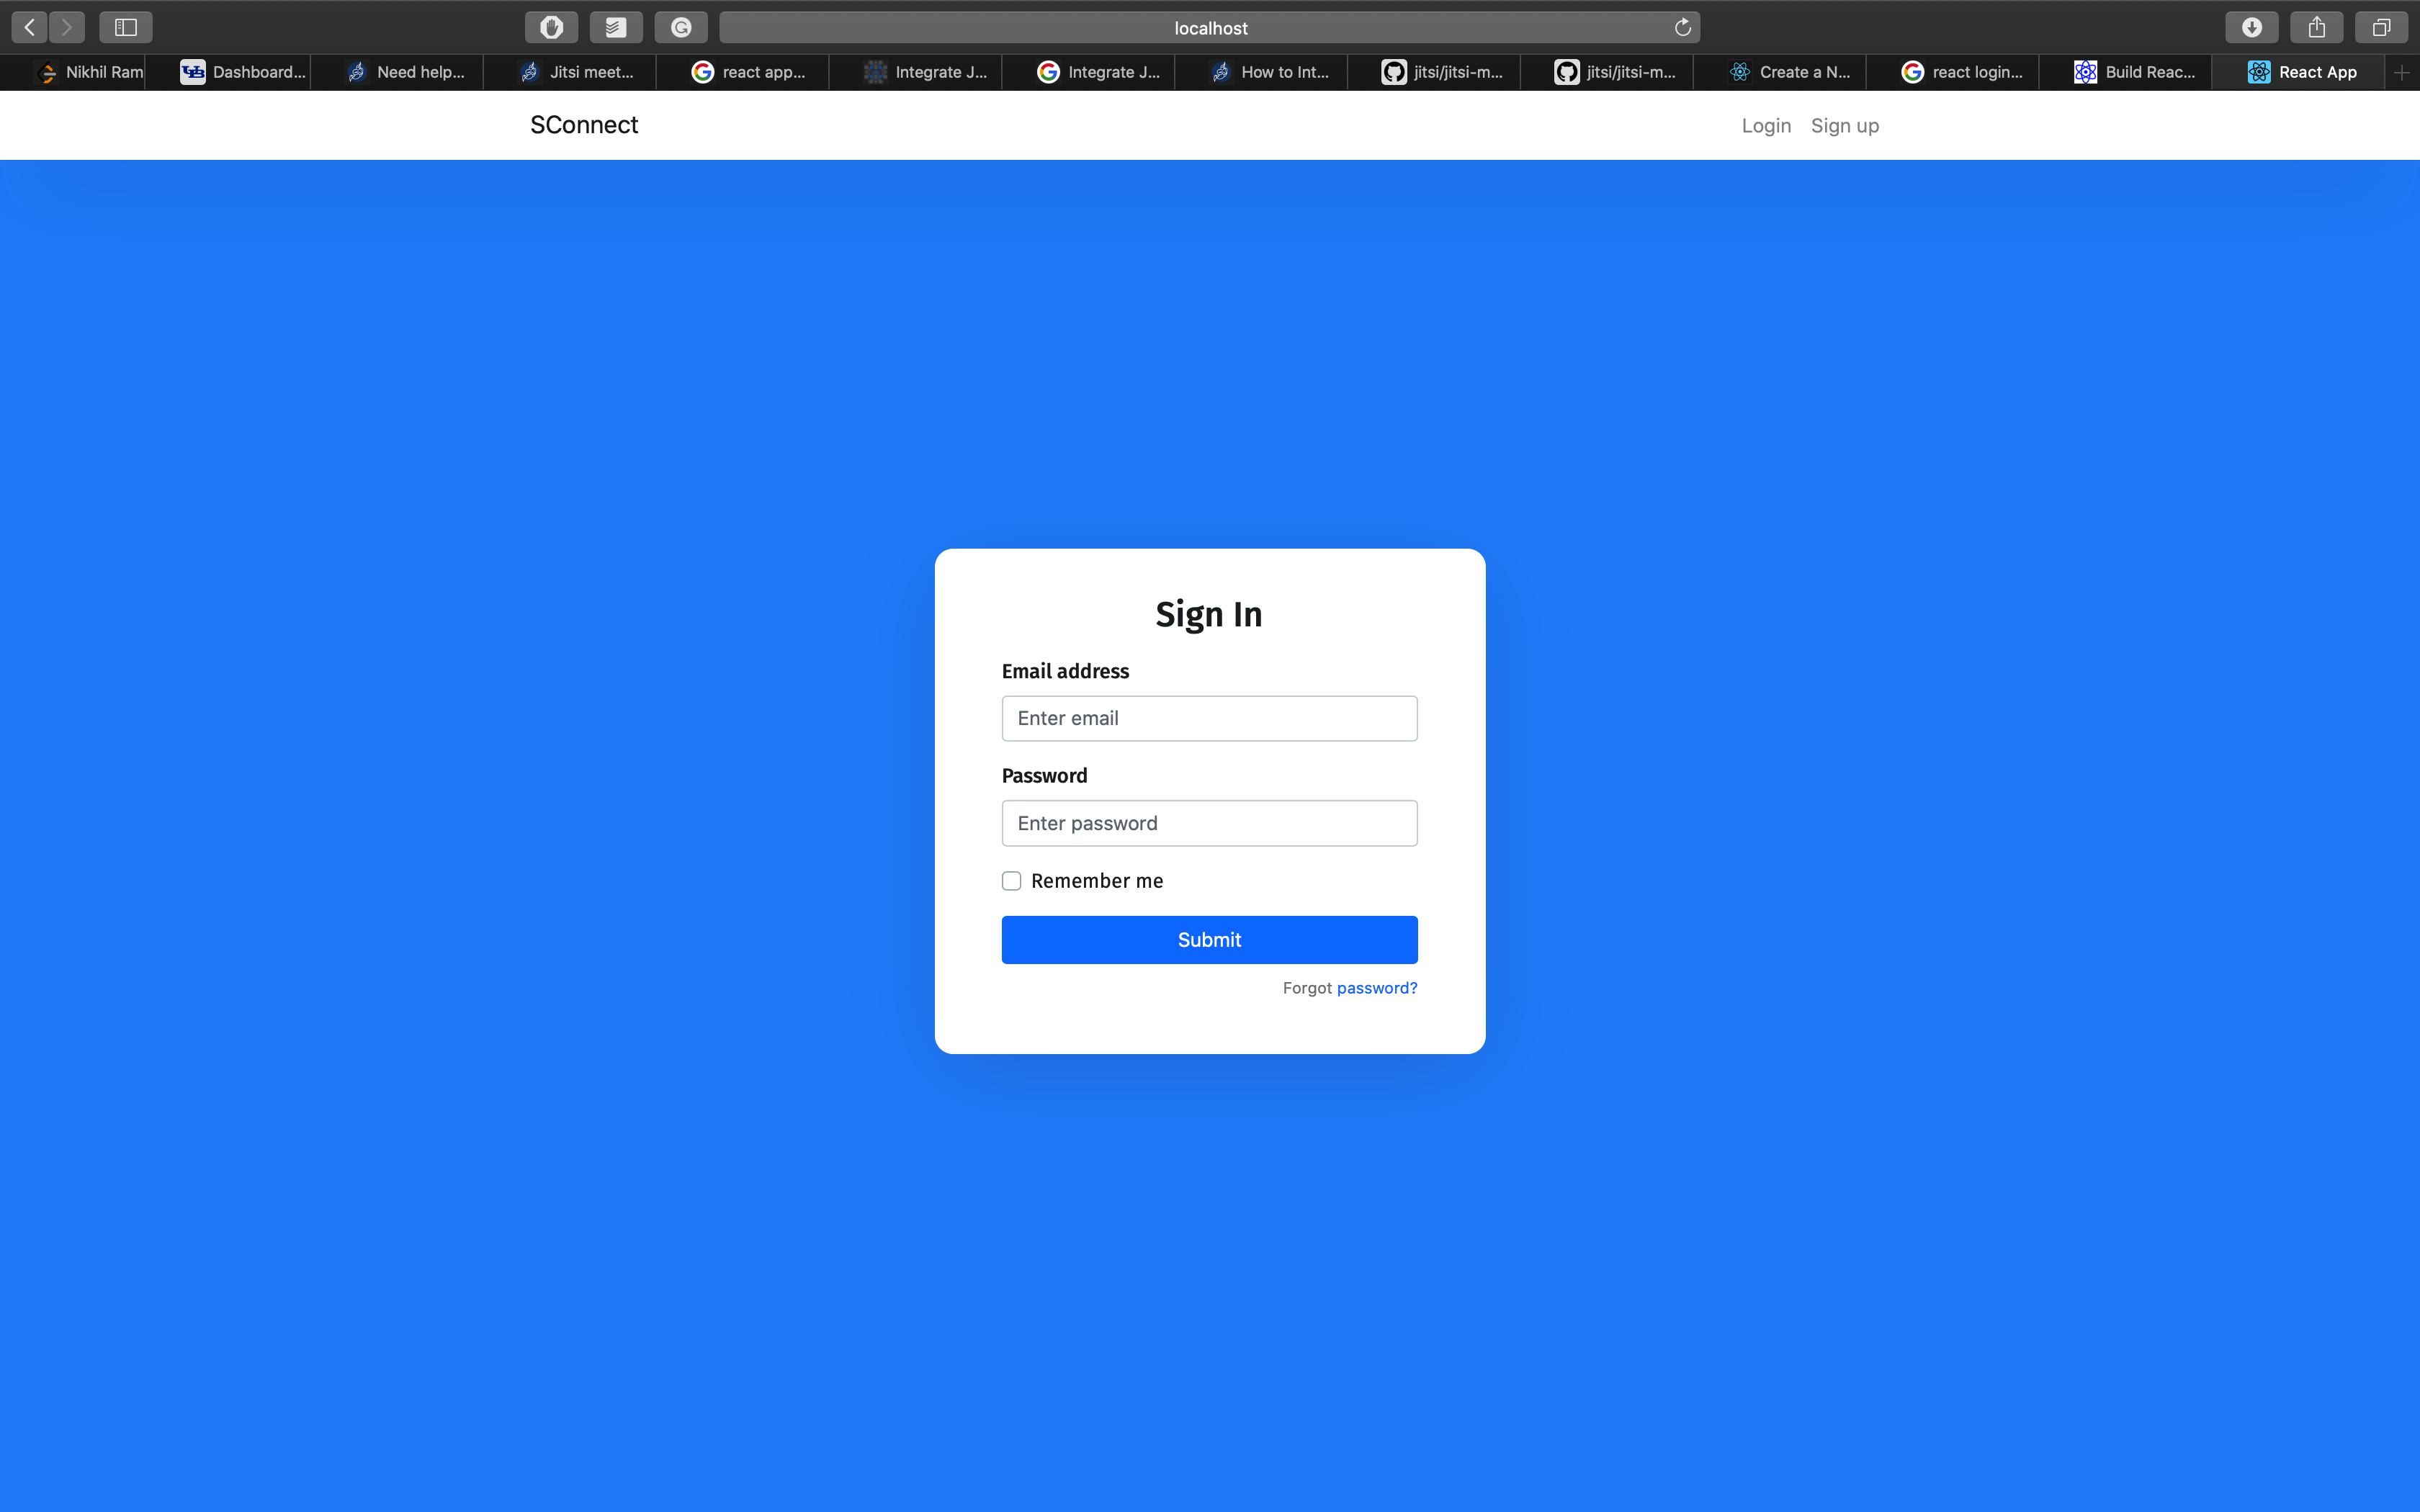 localhost
Nikhil Ram
Dashboard...
Need help...
Jitsi meet...
react app...
Integrate J...
Integrate J...
How to Int...
jitsi/jitsi-m...
jitsi/jitsi-m...
Create a N...
react login...
Build Reac...
React App
SConnect
Login Sign up
Sign In
Email address
Enter email
Password
Enter password
Remember me
Submit
Forgot password?